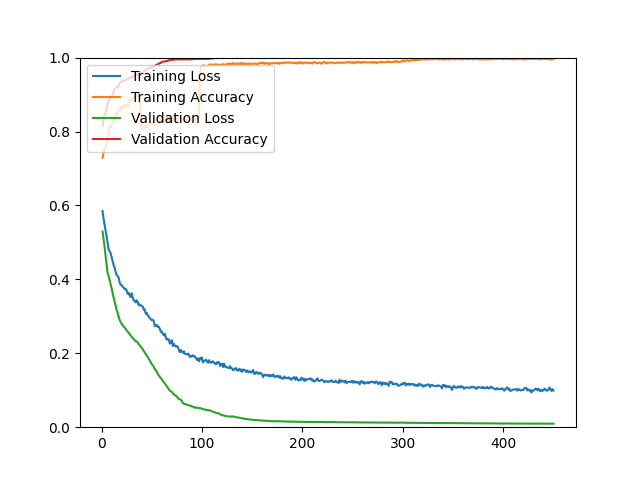 1.0
0.8
0.6
0.4
0.2
0.0
Training Loss
Training Accuracy
Validation Loss
Validation Accuracy
0 100 200 300 400